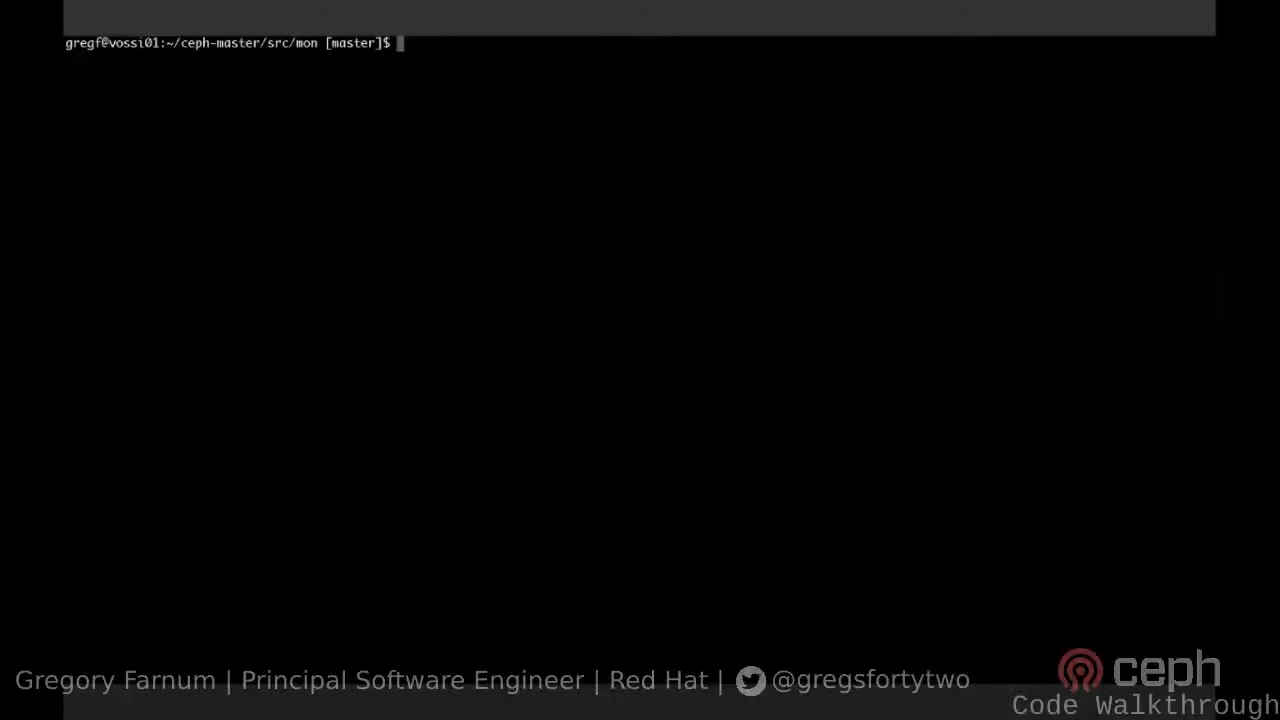 gregf@vossi01:~/ceph-master/src/mon [master]$
Gregory Farnum | Principal Software Engineer | Red Hat | @gregsfortytwo
ceph
Code Walkthrough